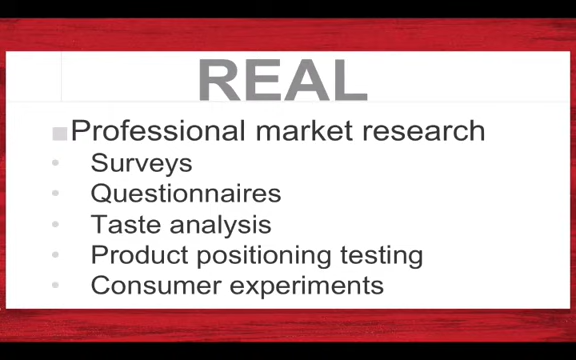 REAL
Professional market research
Surveys
Questionnaires
Taste analysis
Product positioning testing
Consumer experiments